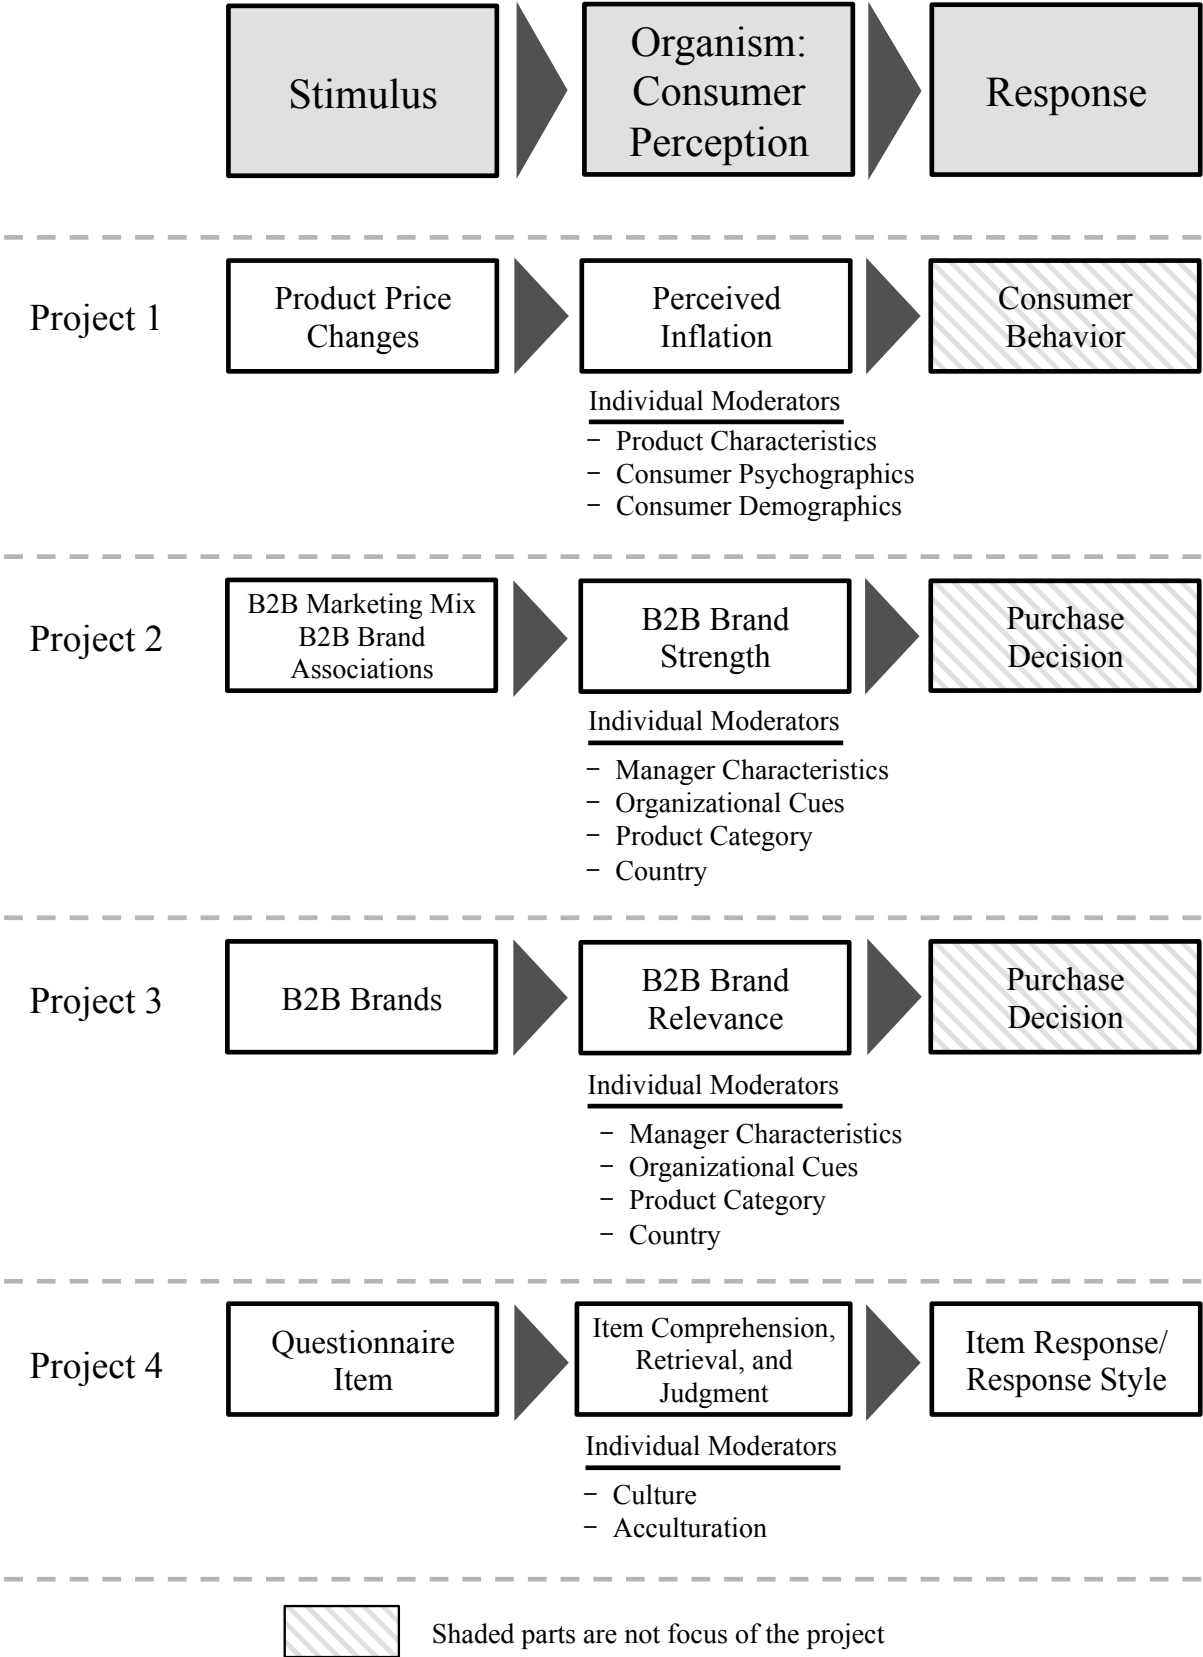 Stimulus
Organism:
Consumer
Perception
Response
Project 1
Product Price
Changes
Perceived
Inflation
Consumer
Behavior
Individual Moderators
- Product Characteristics
- Consumer Psychographics
- Consumer Demographics
Project 2
B2B Marketing Mix
B2B Brand
Associations
B2B Brand
Strength
Purchase
Decision
Individual Moderators
- Manager Characteristics
- Organizational Cues
- Product Category
- Country
Project 3
B2B Brands
B2B Brand
Relevance
Purchase
Decision
Individual Moderators
- Manager Characteristics
- Organizational Cues
- Product Category
- Country
Project 4
Questionnaire
Item
Item Comprehension,
Retrieval, and
Judgment
Item Response/
Response Style
Individual Moderators
- Culture
- Acculturation
Shaded parts are not focus of the project